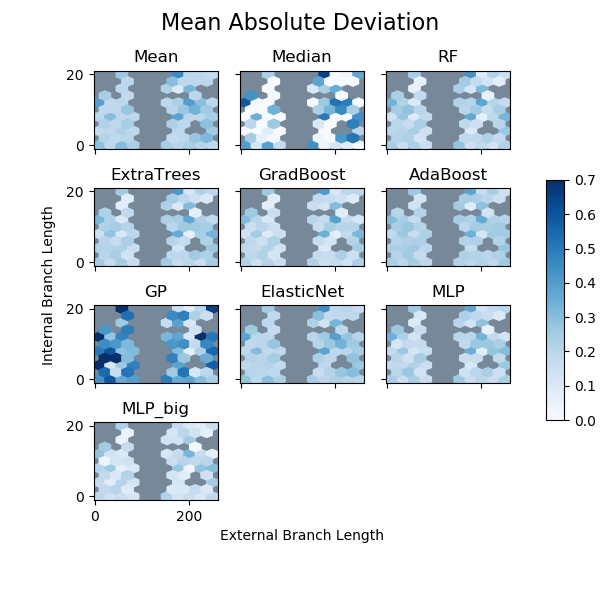 Mean Absolute Deviation
Mean
Median
RF
20
0
ExtraTrees
GradBoost
AdaBoost
20
0
GP
ElasticNet
MLP
20
0
MLP_big
20
0
0
200
Internal Branch Length
External Branch Length
0.7
0.6
0.5
0.4
0.3
0.2
0.1
0.0